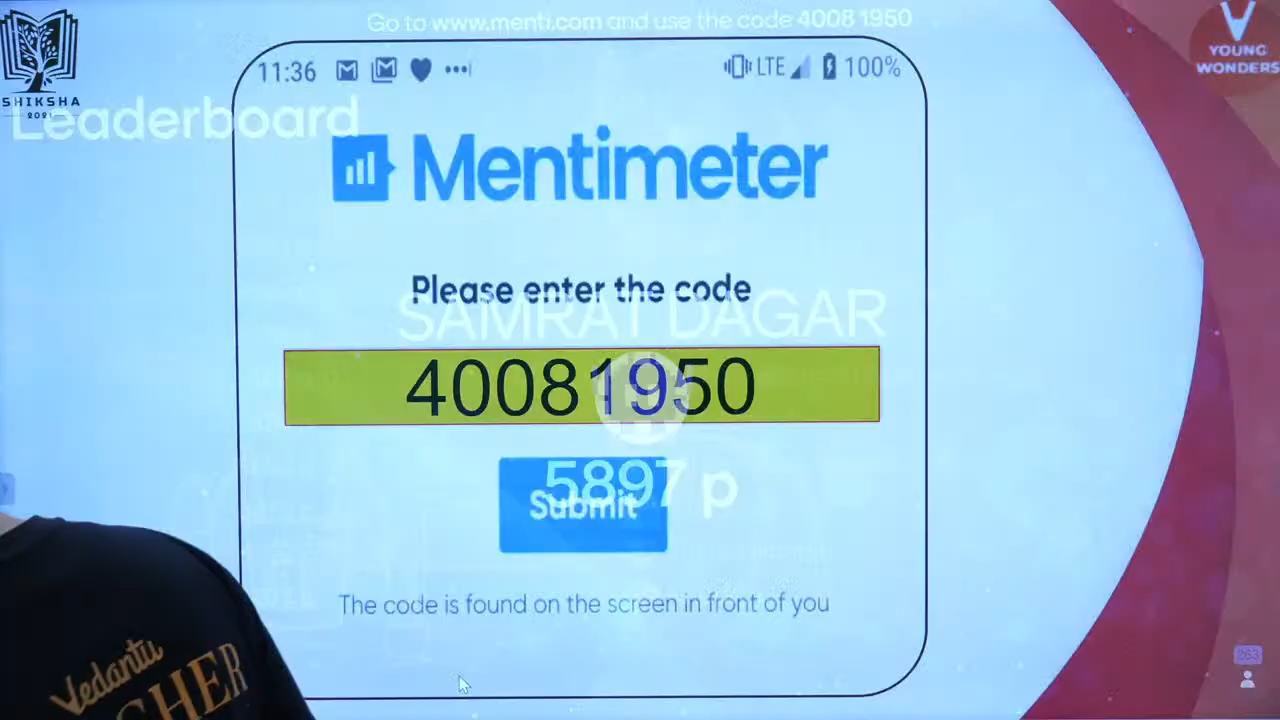 Go to www.menti.com and use the code 4008 1950
SHIKSHA
2021
YOUNG
WONDERS
11:36
LTE 100%
Leaderboard
Mentimeter
Please enter the code
SAMRAT DAGAR
40081950
5897 p
Submit
The code is found on the screen in front of you
Vedantu
263